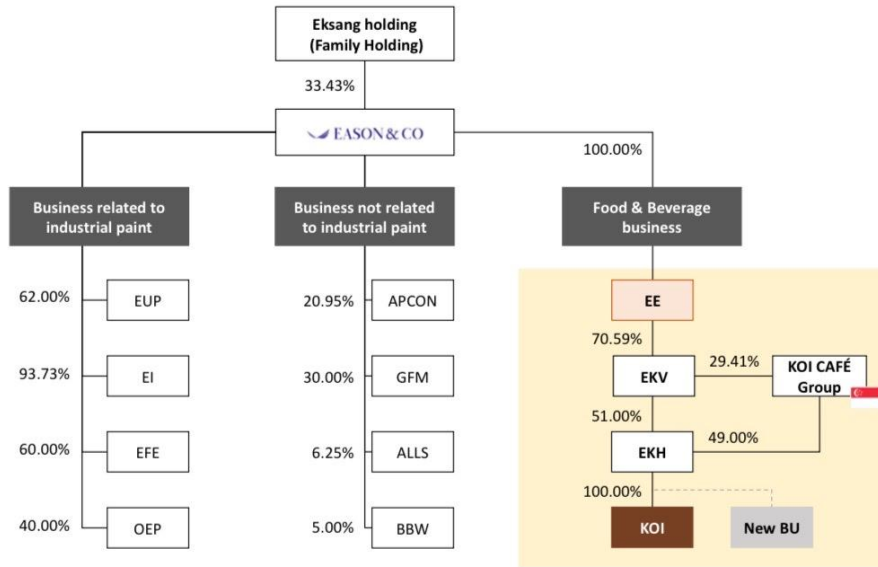 Eksang holding
(Family Holding)
33.43%
EASON & CO
100.00%
Business related to
industrial paint
Business not related
to industrial paint
Food & Beverage
business
62.00%
EUP
93.73%
EI
60.00%
EFE
40.00%
OEP
20.95%
APCON
30.00%
GFM
6.25%
ALLS
5.00%
BBW
EE
70.59%
EKV
29.41%
KOI CAFÉ
Group
51.00%
EKH
49.00%
100.00%
KOI
New BU